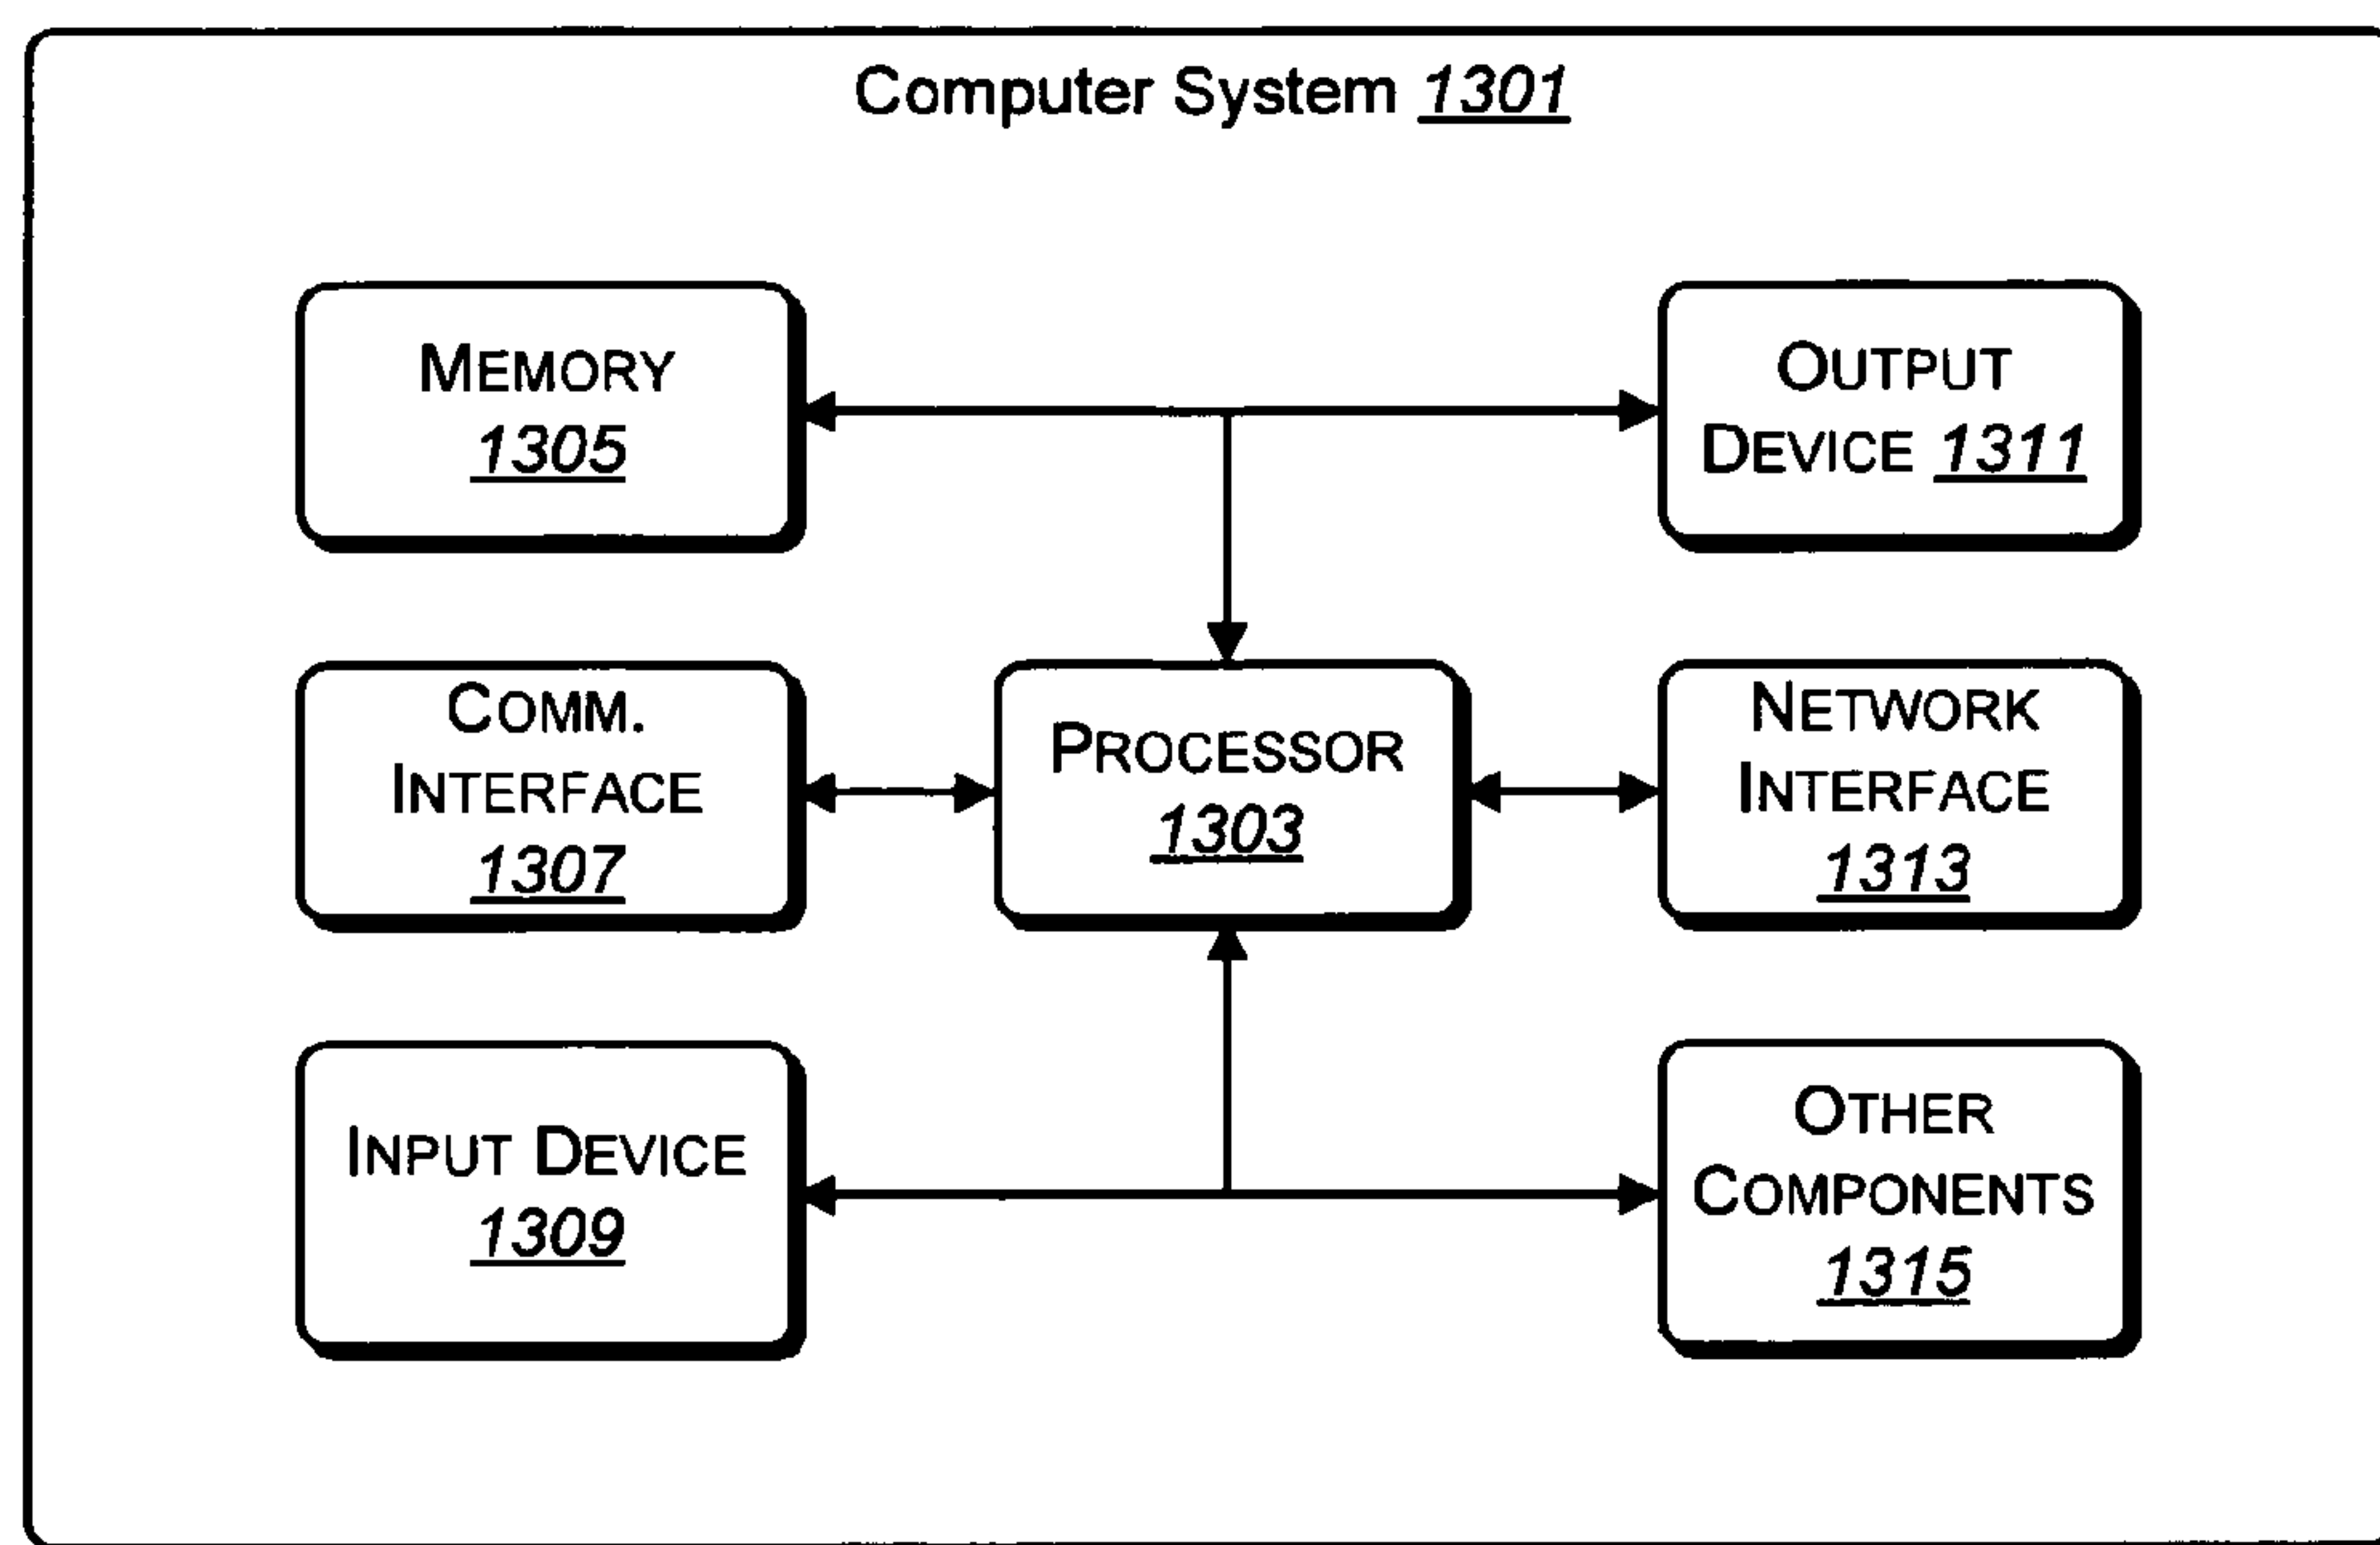 Computer System 1301
MEMORY
1305
OUTPUT
DEVICE 1311
COMM.
INTERFACE
1307
PROCESSOR
1303
NETWORK
INTERFACE
1313
INPUT DEVICE
1309
OTHER
COMPONENTS
1315